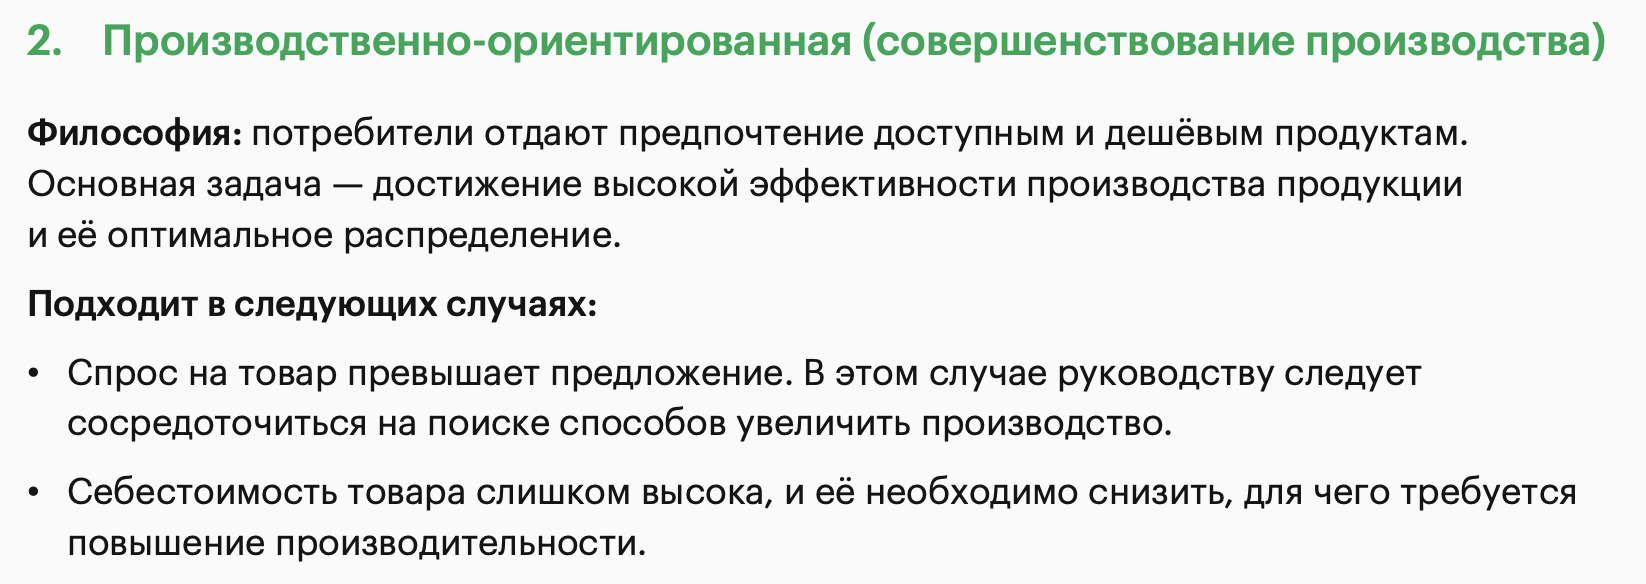 2. Производственно-ориентированная (совершенствование производства)
Философия: потребители отдают предпочтение доступным и дешёвым продуктам.
Основная задача — достижение высокой эффективности производства продукции
и её оптимальное распределение.
Подходит в следующих случаях:
• Спрос на товар превышает предложение. В этом случае руководству следует
сосредоточиться на поиске способов увеличить производство.
• Себестоимость товара слишком высока, и её необходимо снизить, для чего требуется
повышение производительности.